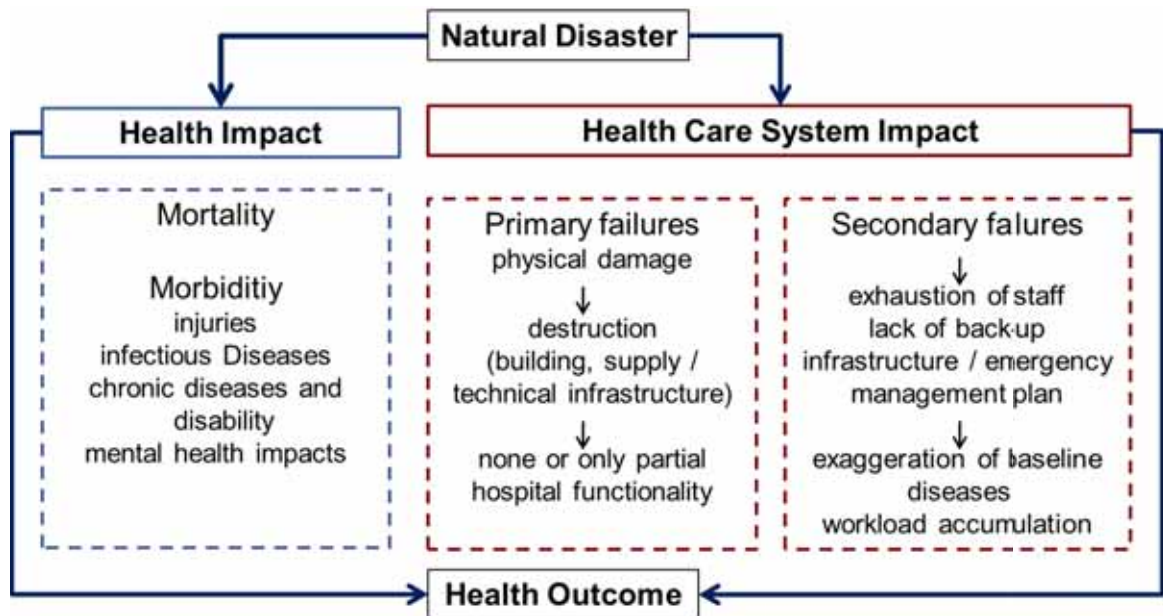 Natural Disaster
Health Impact
Health Care System Impact
Mortality
Morbiditiy
injuries
infectious Diseases
chronic diseases and
disability
mental health impacts
Primary failures
physical damage
↓
destruction
(building, supply /
technical infrastructure)
↓
none or only partial
hospital functionality
Secondary falures
↓
exhaustion of staff
lack of back-up
infrastructure / emergency
management plan
↓
exaggeration of baseline
diseases
workload accumulation
Health Outcome